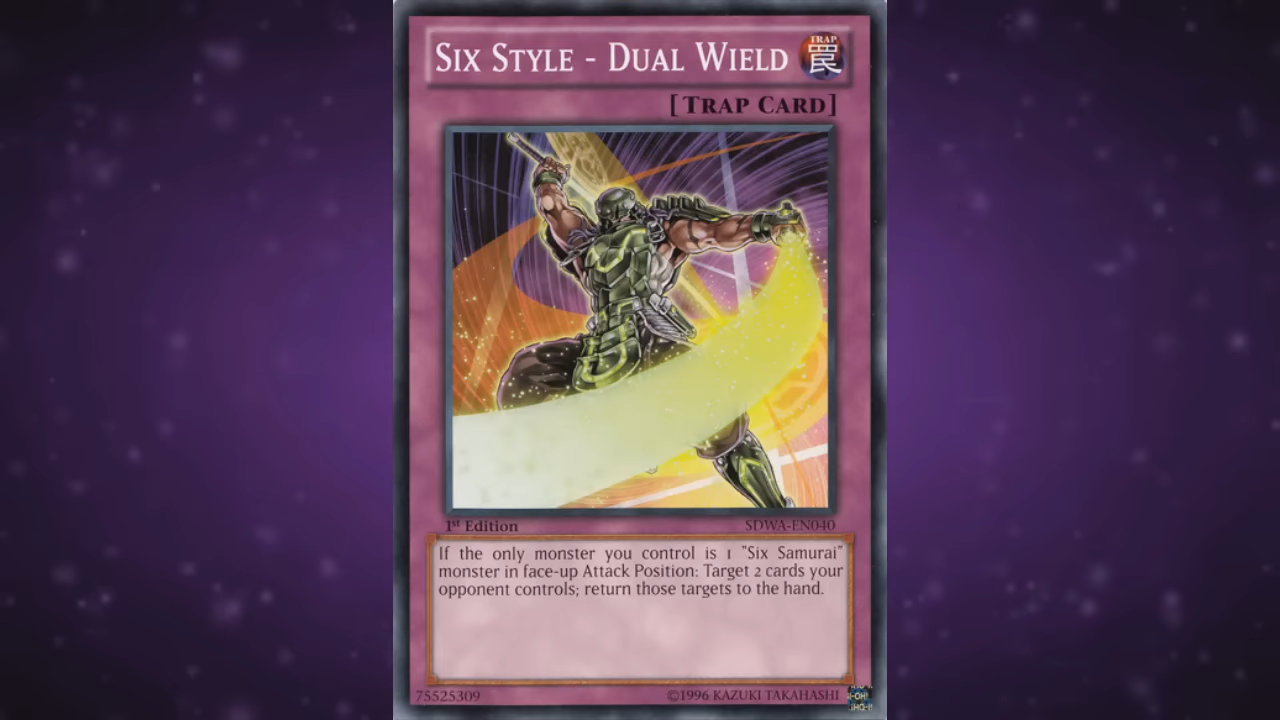 Six Style - Dual Wield
TRAP
罠
[Trap Card]
1st Edition
SDWA-EN040
If the only monster you control is 1 "Six Samurai"
monster in face-up Attack Position: Target 2 cards your
opponent controls; return those targets to the hand.
75525309
©1996 KAZUKI TAKAHASHI